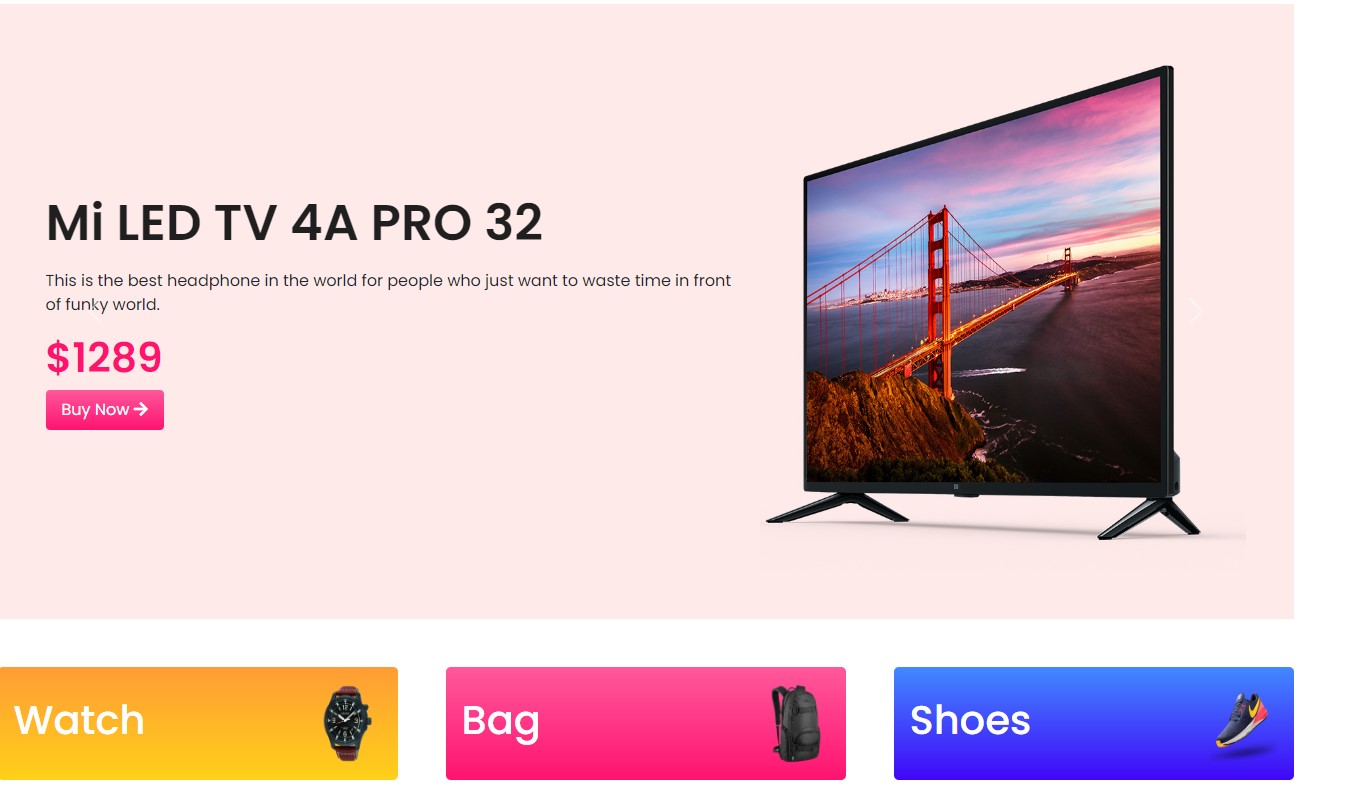 Mi LED TV 4A PRO 32
This is the best headphone in the world for people who just want to waste time in front
of funky world.
$1289
Buy Now
Watch
Bag
Shoes